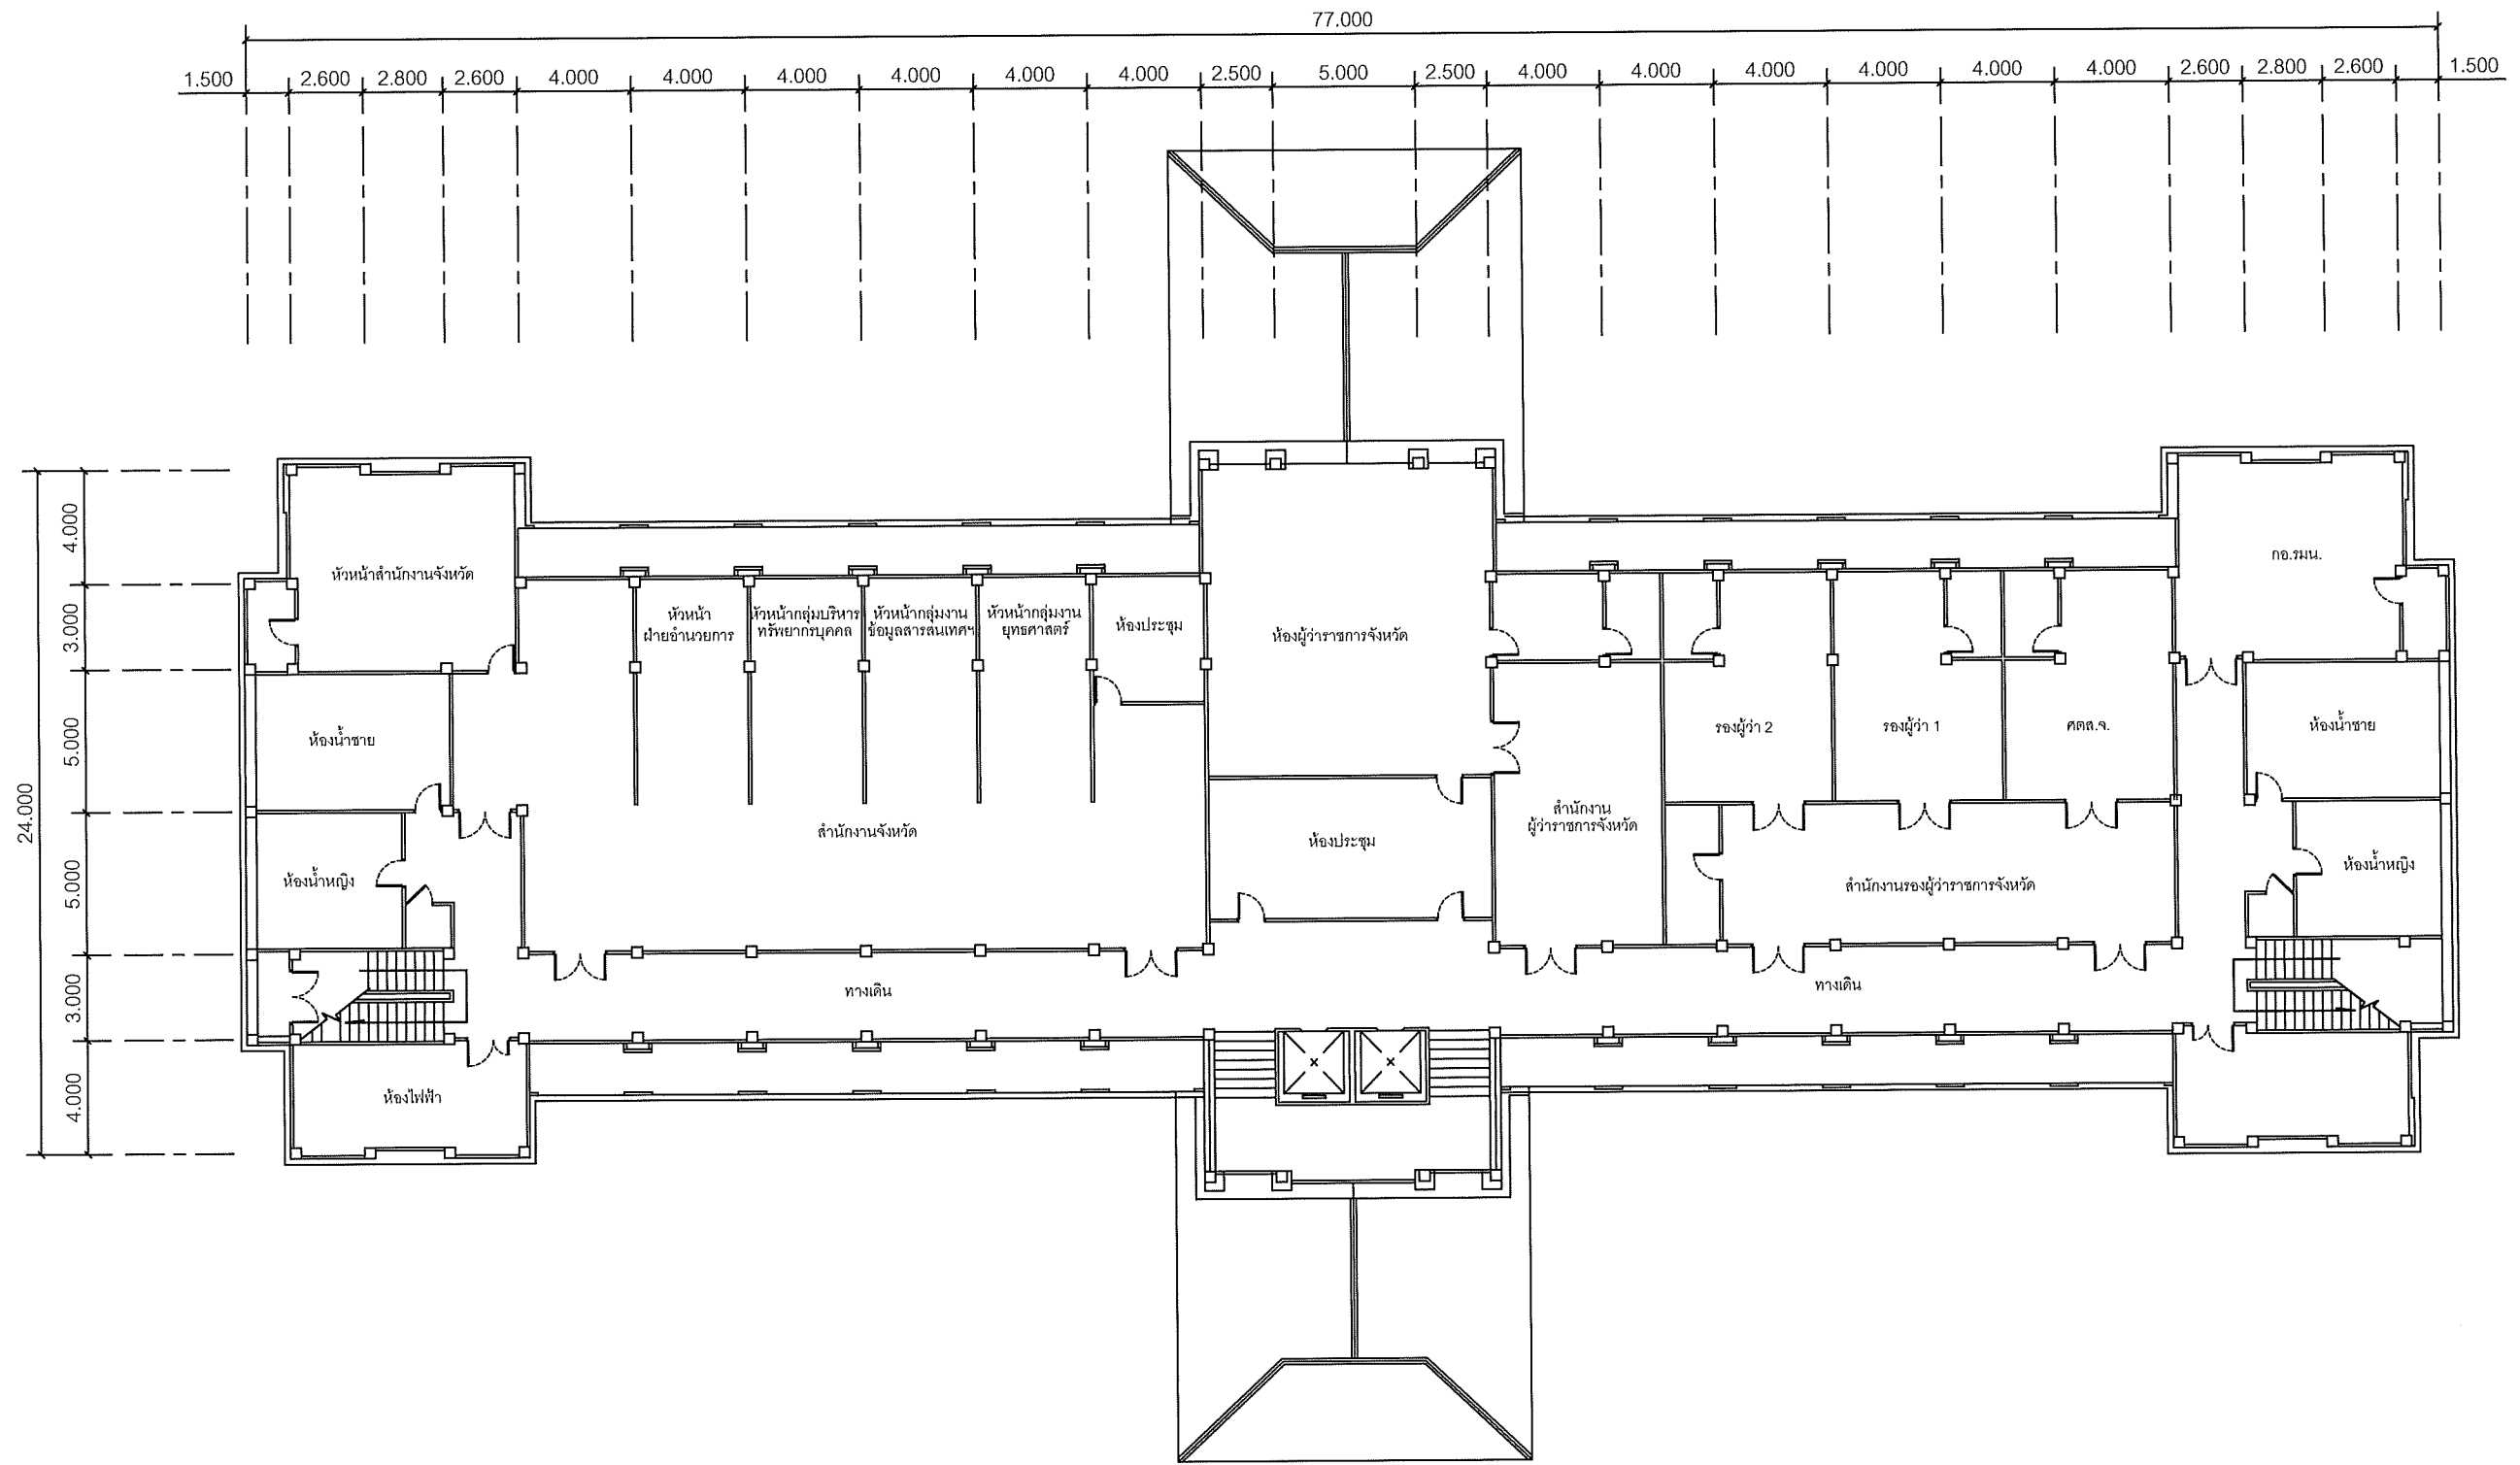 77.000
1.500 2.600 2.800 2.600 4.000 4.000 4.000 4.000 4.000 4.000 2.500 5.000 2.500 4.000 4.000 4.000 4.000 4.000 4.000 2.600 2.800 2.600 1.500
24.000
4.000
3.000
5.000
5.000
3.000
4.000
หัวหน้าสำนักงานจังหวัด
หัวหน้า
ฝ่ายอำนวยการ
หัวหน้ากลุ่มบริหาร
ทรัพยากรบุคคล
หัวหน้ากลุ่มงาน
ข้อมูลสารสนเทศฯ
หัวหน้ากลุ่มงาน
ยุทธศาสตร์
ห้องประชุม
ห้องผู้ว่าราชการจังหวัด
กอ.รมน.
ห้องน้ำชาย
รองผู้ว่า 2
รองผู้ว่า 1
ศตส.จ.
ห้องน้ำชาย
สำนักงานจังหวัด
ห้องประชุม
สำนักงาน
ผู้ว่าราชการจังหวัด
ห้องน้ำหญิง
สำนักงานรองผู้ว่าราชการจังหวัด
ห้องน้ำหญิง
ทางเดิน
ทางเดิน
ห้องไฟฟ้า